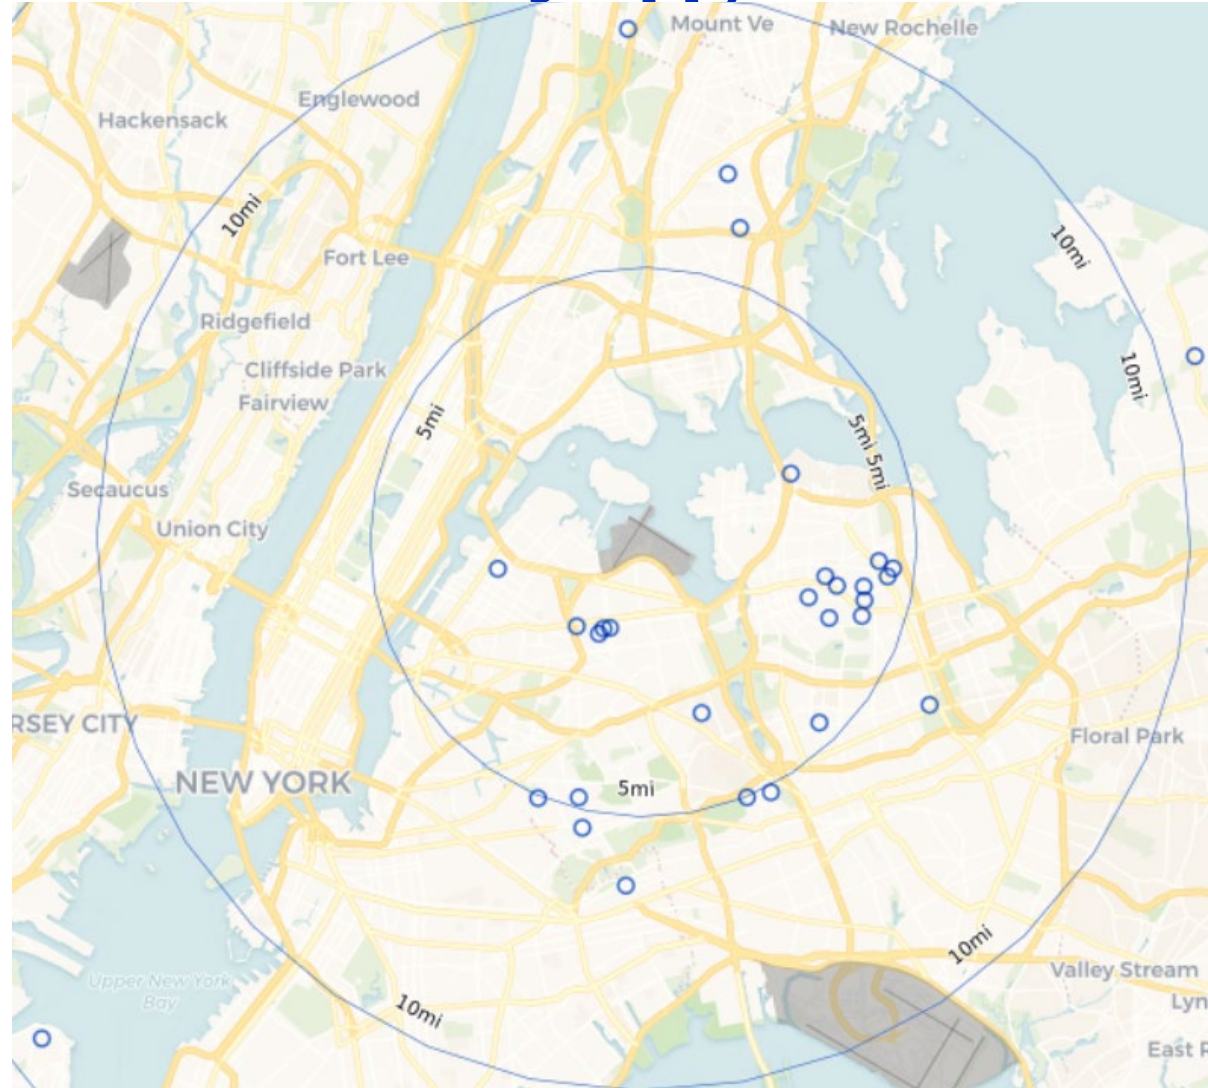 Mount Ve
New Rochelle
Englewood
Hackensack
10mi
10mi
Fort Lee
Ridgefield
10mi
Cliffside Park
Fairview
5mi
5mi
5mi
Secaucus
Union City
RSEY CITY
Floral Park
NEW YORK
5mi
10mi
Valley Stream
Upper New York
Bay
Lyn
10mi
East R